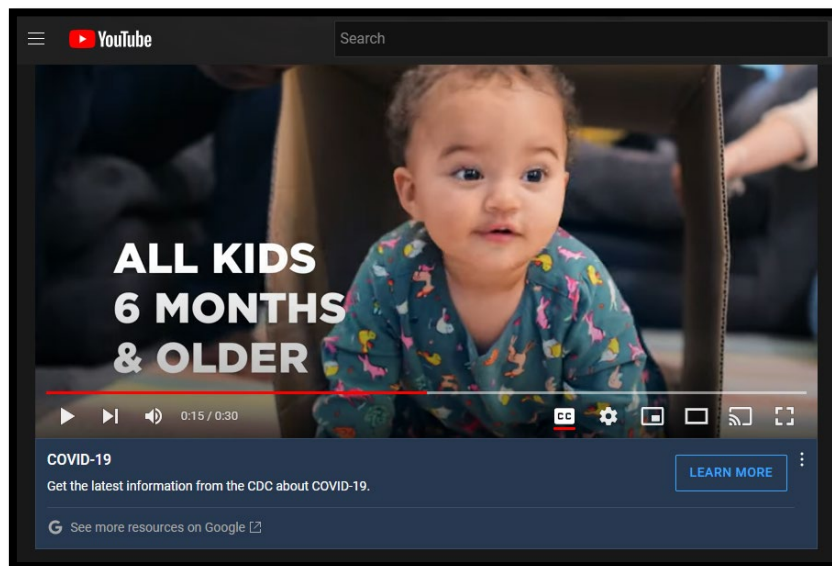 YouTube
Search
ALL KIDS
6 MONTHS
& OLDER
0:15 / 0:30
CC
COVID-19
Get the latest information from the CDC about COVID-19.
LEARN MORE
G See more resources on Google